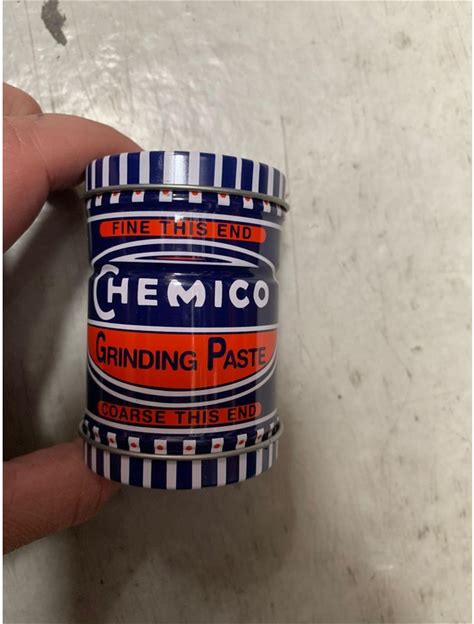 FINE THIS END
CHEMICO
GRINDING PASTE
COARSE THIS END